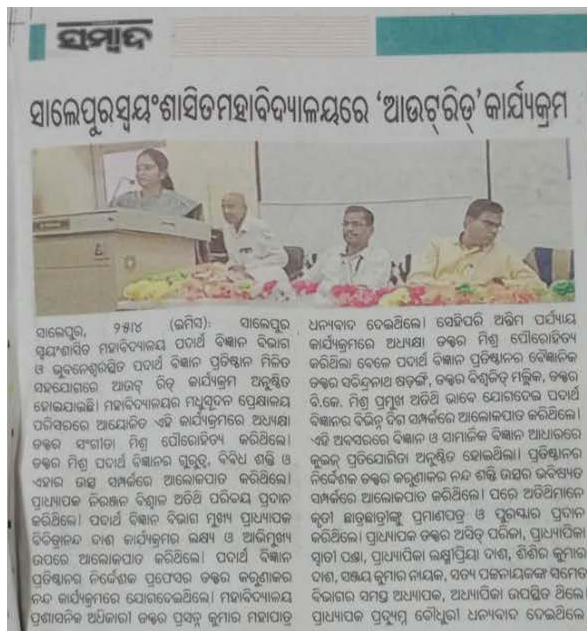 ସମ୍ବାଦ
ସାଲେପୁର ସ୍ୱୟଂଶାସିତ ମହାବିଦ୍ୟାଳୟରେ ‘ଆଉଟ୍‌ରିଚ୍’ କାର୍ଯ୍ୟକ୍ରମ
ସାଲେପୁର, ୨୫।୪ (ଇମିସ): ସାଲେପୁର
ସ୍ୱୟଂଶାସିତ ମହାବିଦ୍ୟାଳୟ ପଦାର୍ଥ ବିଜ୍ଞାନ ବିଭାଗ
ଓ ଭୁବନେଶ୍ୱରସ୍ଥିତ ପଦାର୍ଥ ବିଜ୍ଞାନ ପ୍ରତିଷ୍ଠାନ ମିଳିତ
ସହଯୋଗରେ ଆଉଟ୍ ରିଚ୍ କାର୍ଯ୍ୟକ୍ରମ ଅନୁଷ୍ଠିତ
ହୋଇଯାଇଛି। ମହାବିଦ୍ୟାଳୟର ମଧୁସୂଦନ ପ୍ରେକ୍ଷାଳୟ
ପରିସରରେ ଆୟୋଜିତ ଏହି କାର୍ଯ୍ୟକ୍ରମରେ ଅଧ୍ୟକ୍ଷା
ଡକ୍ଟର ସଂଗୀତା ମିଶ୍ର ପୌରୋହିତ୍ୟ କରିଥିଲେ।
ଡକ୍ଟର ମିଶ୍ର ପଦାର୍ଥ ବିଜ୍ଞାନର ଗୁରୁତ୍ୱ, ବିବିଧ ଶକ୍ତି ଓ
ଏହାର ଉତ୍ସ ସମ୍ପର୍କରେ ଆଲୋକପାତ କରିଥିଲେ।
ପ୍ରାଧ୍ୟାପକ ନିରଞ୍ଜନ ବିଶ୍ୱାଳ ଅତିଥି ପରିଚୟ ପ୍ରଦାନ
କରିଥିଲେ। ପଦାର୍ଥ ବିଜ୍ଞାନ ବିଭାଗ ମୁଖ୍ୟ ପ୍ରାଧ୍ୟାପକ
ବିଚିତ୍ରାନନ୍ଦ ଦାଶ କାର୍ଯ୍ୟକ୍ରମର ଲକ୍ଷ୍ୟ ଓ ଆଭିମୁଖ୍ୟ
ଉପରେ ଆଲୋକପାତ କରିଥିଲେ। ପଦାର୍ଥ ବିଜ୍ଞାନ
ପ୍ରତିଷ୍ଠାନର ନିର୍ଦ୍ଦେଶକ ପ୍ରଫେସର ଡକ୍ଟର କରୁଣାକର
ନନ୍ଦ କାର୍ଯ୍ୟକ୍ରମରେ ଯୋଗଦେଇଥିଲେ। ମହାବିଦ୍ୟାଳୟ
ପ୍ରଶାସନିକ ଅଧିକାରୀ ଡକ୍ଟର ପ୍ରସନ୍ନ କୁମାର ମହାପାତ୍ର
ଧନ୍ୟବାଦ ଦେଇଥିଲେ। ସେହିପରି ଅନ୍ତିମ ପର୍ଯ୍ୟାୟ
କାର୍ଯ୍ୟକ୍ରମରେ ଅଧ୍ୟକ୍ଷା ଡକ୍ଟର ମିଶ୍ର ପୌରୋହିତ୍ୟ
କରିଥିଲା ବେଳେ ପଦାର୍ଥ ବିଜ୍ଞାନ ପ୍ରତିଷ୍ଠାନର ବୈଜ୍ଞାନିକ
ଡକ୍ଟର ସଚ୍ଚିନ୍ଦ୍ରନାଥ ଷଡ଼ଙ୍ଗି, ଡକ୍ଟର ବିଶ୍ୱଜିତ୍ ମଲ୍ଲିକ, ଡକ୍ଟର
ବି.କେ. ମିଶ୍ର ପ୍ରମୁଖ ଅତିଥି ଭାବେ ଯୋଗଦେଇ ପଦାର୍ଥ
ବିଜ୍ଞାନର ବିଭିନ୍ନ ଦିଗ ସମ୍ପର୍କରେ ଆଲୋକପାତ କରିଥିଲେ।
ଏହି ଅବସରରେ ବିଜ୍ଞାନ ଓ ସାମାଜିକ ବିଜ୍ଞାନ ଆଧାରରେ
କୁଇଜ୍ ପ୍ରତିଯୋଗିତା ଅନୁଷ୍ଠିତ ହୋଇଥିଲା। ପ୍ରତିଷ୍ଠାନର
ନିର୍ଦ୍ଦେଶକ ଡକ୍ଟର କରୁଣାକର ନନ୍ଦ ଶକ୍ତି ଉତ୍ସର ଭବିଷ୍ୟତ
ସମ୍ପର୍କରେ ଆଲୋକପାତ କରିଥିଲେ। ପରେ ଅତିଥିମାନେ
କୃତୀ ଛାତ୍ରଛାତ୍ରୀଙ୍କୁ ପ୍ରମାଣପତ୍ର ଓ ପୁରସ୍କାର ପ୍ରଦାନ
କରିଥିଲେ। ପ୍ରାଧ୍ୟାପକ ଡକ୍ଟର ଅସିତ୍ ପରିଜା, ପ୍ରାଧ୍ୟାପିକା
ସ୍ୱାତୀ ପଣ୍ଡା, ପ୍ରାଧ୍ୟାପିକା ଲକ୍ଷ୍ମୀପ୍ରିୟା ଦାଶ, ଶିଶିର କୁମାର
ଦାଶ, ସଞ୍ଜୟ କୁମାର ନାୟକ, ସତ୍ୟ ପଟ୍ଟନାୟକଙ୍କ ସମେତ
ବିଭାଗର ସମସ୍ତ ଅଧ୍ୟାପକ, ଅଧ୍ୟାପିକା ଉପସ୍ଥିତ ଥିଲେ।
ପ୍ରାଧ୍ୟାପକ ପ୍ରଦ୍ୟୁମ୍ନ ଚୌଧୁରୀ ଧନ୍ୟବାଦ ଦେଇଥିଲେ